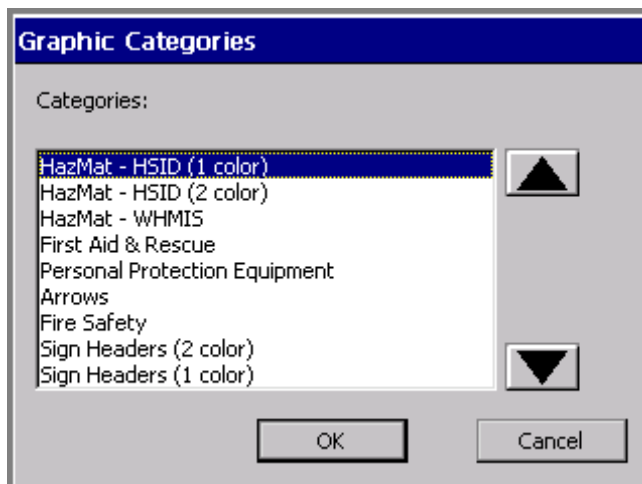 Graphic Categories
Categories:
HazMat - HSID (1 color)
HazMat - HSID (2 color)
HazMat - WHMIS
First Aid & Rescue
Personal Protection Equipment
Arrows
Fire Safety
Sign Headers (2 color)
Sign Headers (1 color)
OK
Cancel